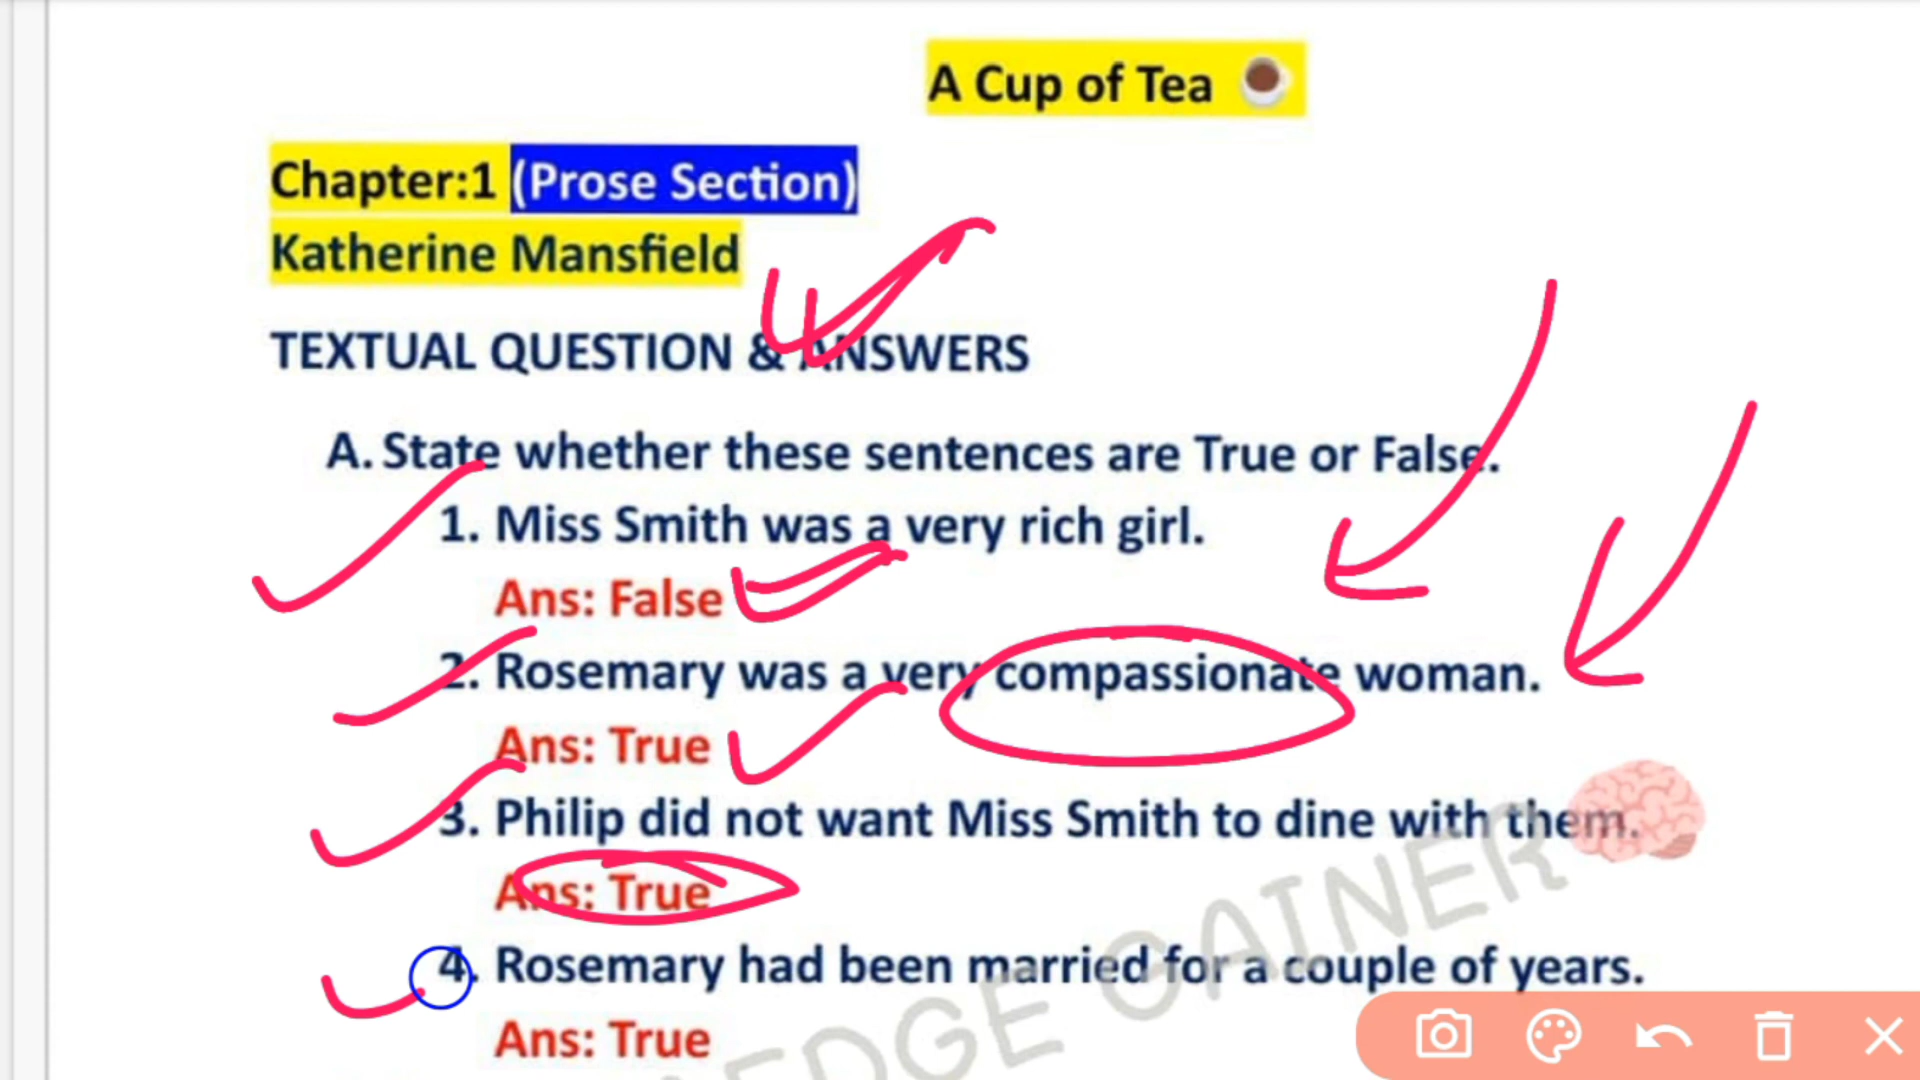 A Cup of Tea
Chapter:1 (Prose Section)
Katherine Mansfield
TEXTUAL QUESTION & ANSWERS
A. State whether these sentences are True or False.
1. Miss Smith was a very rich girl.
Ans: False
2. Rosemary was a very compassionate woman.
Ans: True
3. Philip did not want Miss Smith to dine with them.
Ans: True
4. Rosemary had been married for a couple of years.
Ans: True
EDGE GAINER